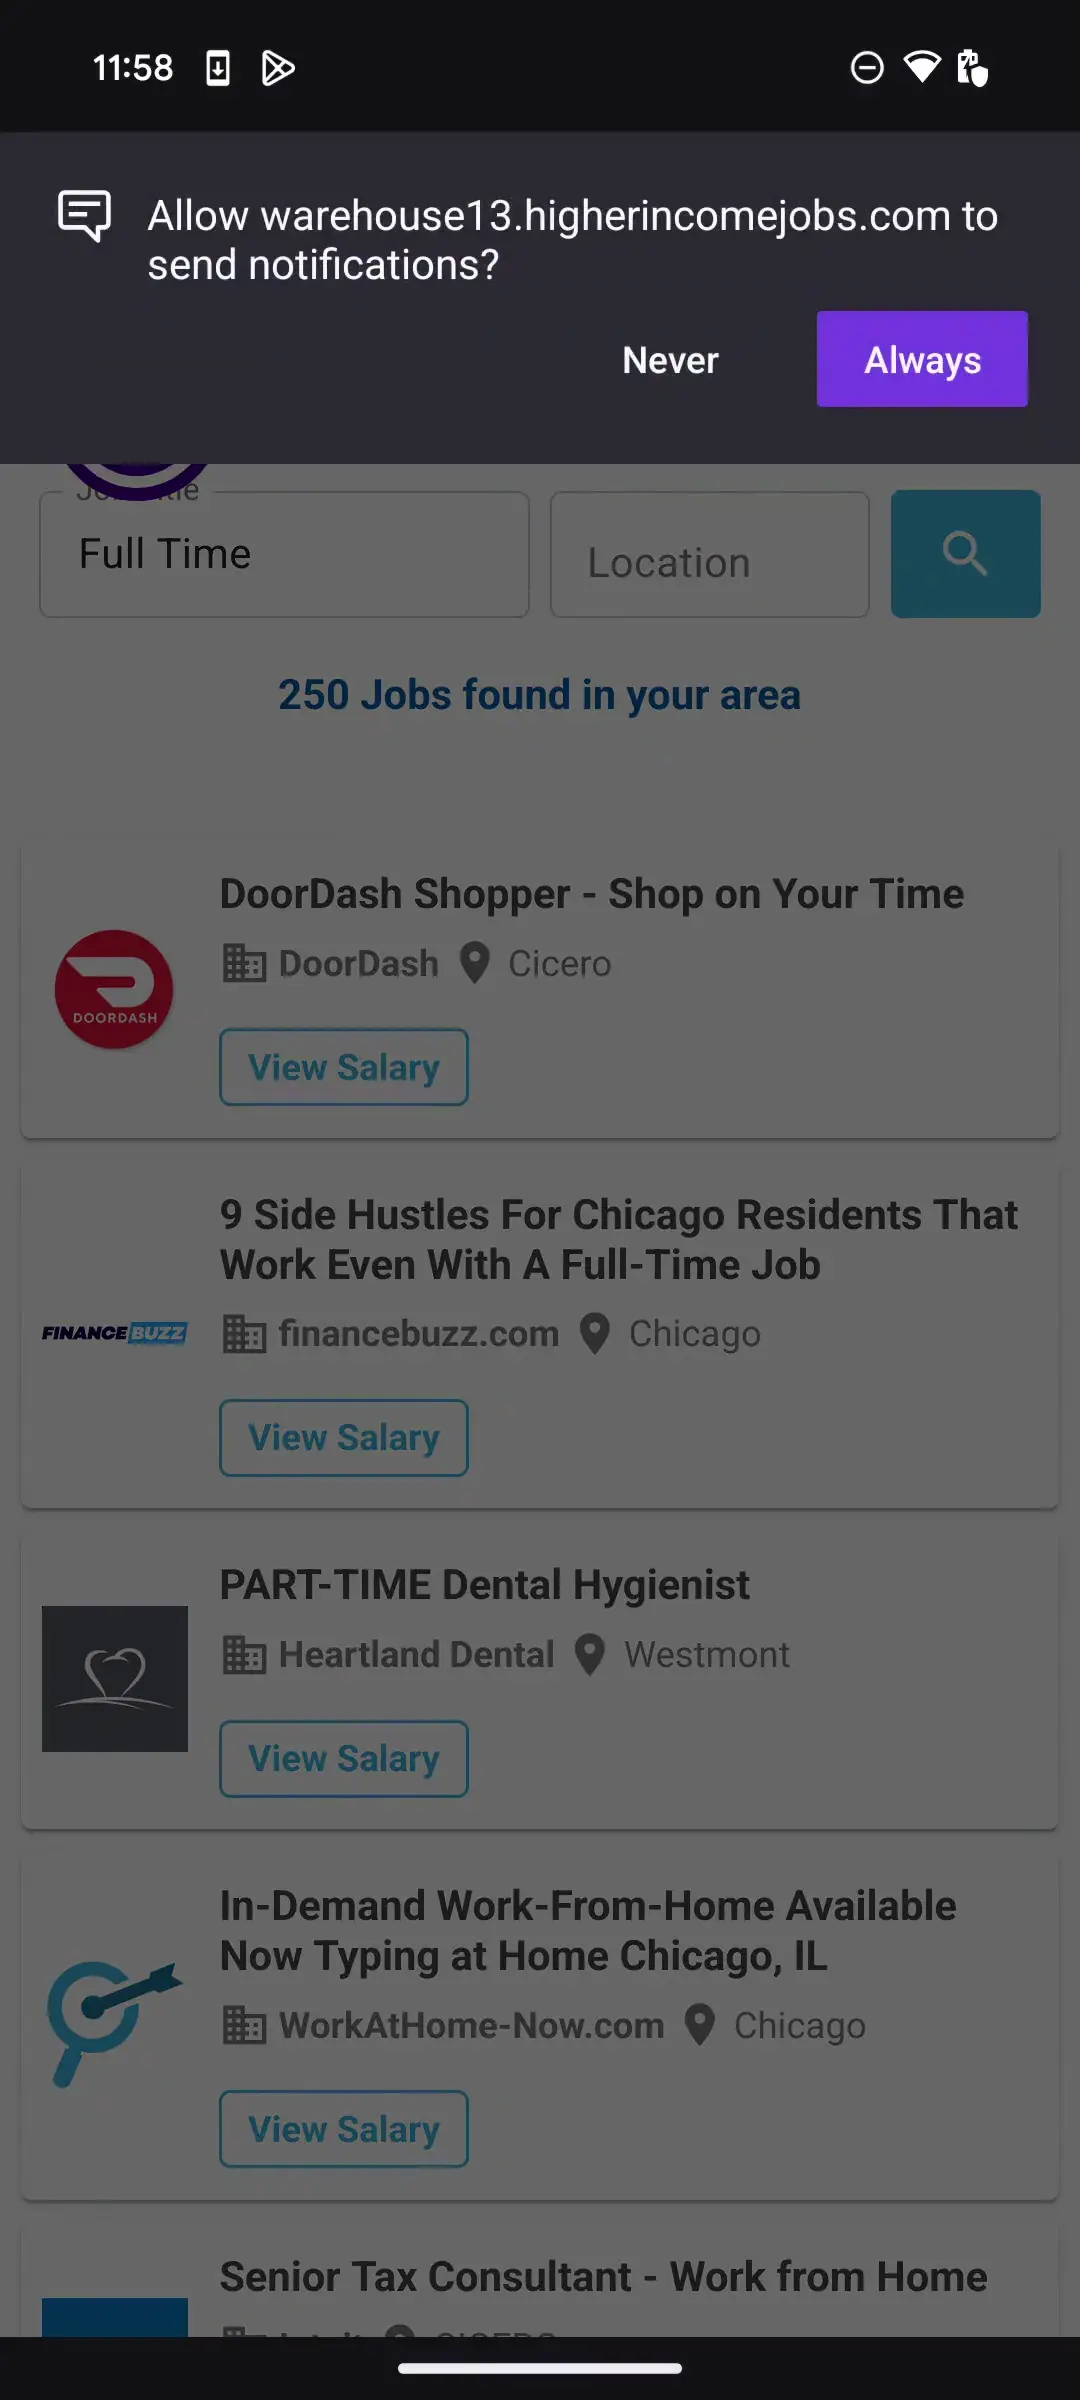 11:58
Allow warehouse13.higherincomejobs.com to
send notifications?
Never
Always
Full Time
Location
250 Jobs found in your area
DoorDash Shopper - Shop on Your Time
DoorDash
Cicero
DOORDASH
View Salary
9 Side Hustles For Chicago Residents That
Work Even With A Full-Time Job
FINANCEBUZZ
financebuzz.com
Chicago
View Salary
PART-TIME Dental Hygienist
Heartland Dental
Westmont
View Salary
In-Demand Work-From-Home Available
Now Typing at Home Chicago, IL
WorkAtHome-Now.com
Chicago
View Salary
Senior Tax Consultant - Work from Home